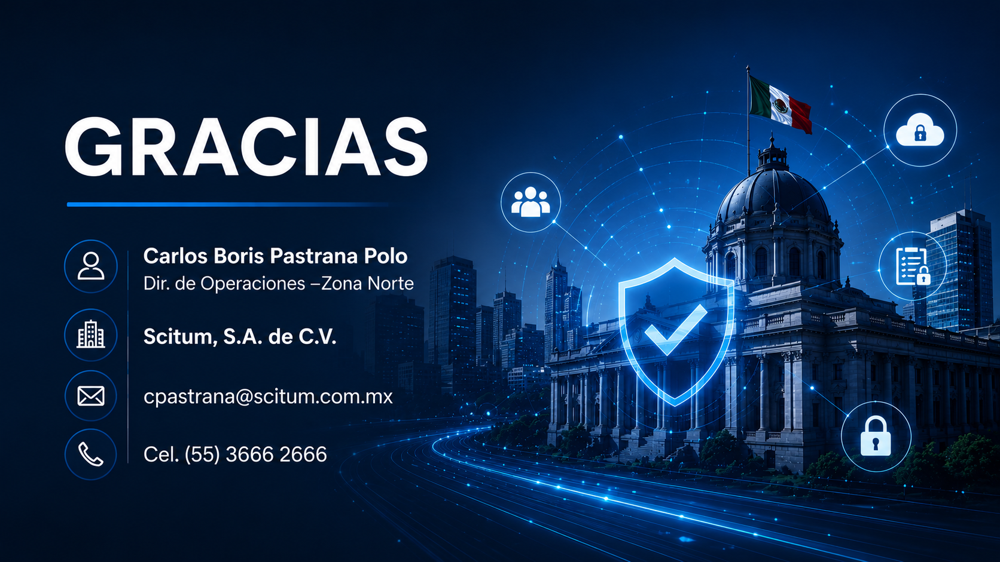 GRACIAS
Carlos Boris Pastrana Polo
Dir. de Operaciones –Zona Norte
Scitum, S.A. de C.V.
cpastrana@scitum.com.mx
Cel. (55) 3666 2666